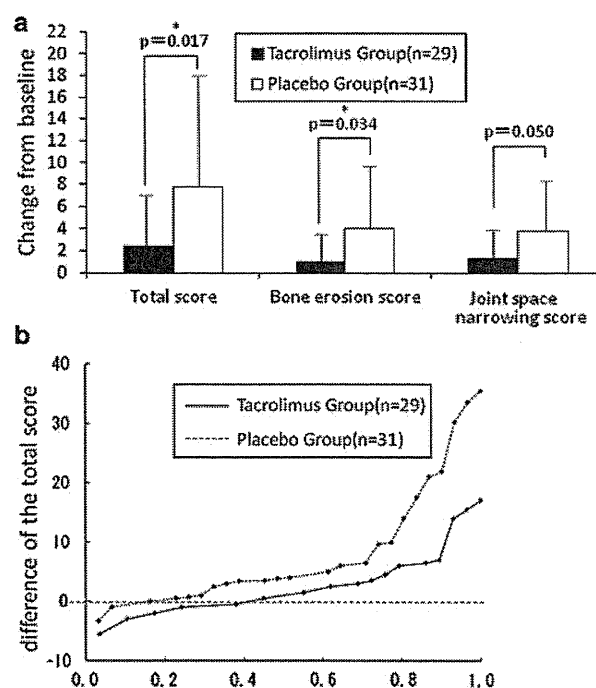 a
22
20
18
16
14
12
10
8
6
4
2
0
Change from baseline
*
p=0.017
Tacrolimus Group(n=29)
Placebo Group(n=31)
*
p=0.034
p=0.050
Total score
Bone erosion score
Joint space
narrowing score
b
40
30
20
10
0
-10
difference of the total score
Tacrolimus Group(n=29)
Placebo Group(n=31)
0.0
0.2
0.4
0.6
0.8
1.0